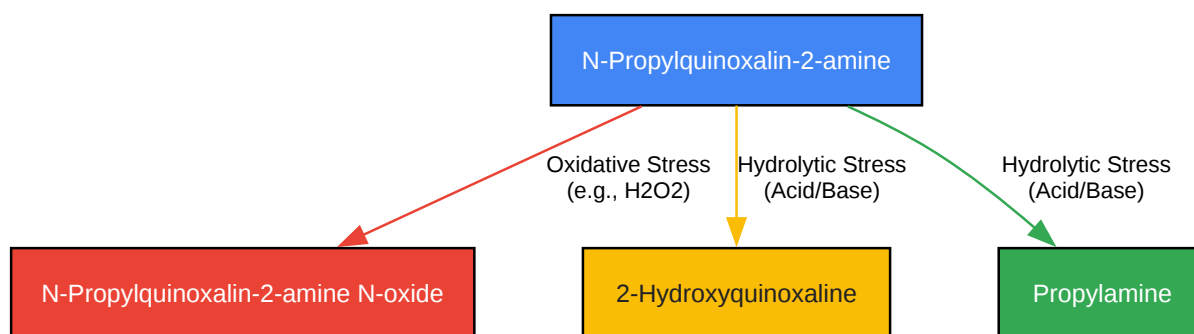 N-Propylquinoxalin-2-amine
Oxidative Stress
(e.g., H2O2)
Hydrolytic Stress
(Acid/Base)
Hydrolytic Stress
(Acid/Base)
N-Propylquinoxalin-2-amine N-oxide
2-Hydroxyquinoxaline
Propylamine